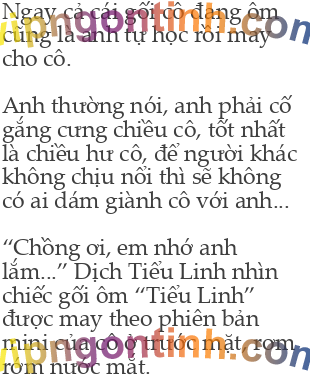 Ngay cả cái gối cô đang ôm
cũng là anh tự học rồi may
cho cô.
Anh thường nói, anh phải cố
gắng cưng chiều cô, tốt nhất
là chiều hư cô, để người khác
không chịu nổi thì sẽ không
có ai dám giành cô với anh...
“Chồng ơi, em nhớ anh
lắm...” Dịch Tiểu Linh nhìn
chiếc gối ôm “Tiểu Linh”
được may theo phiên bản
mini của cô ở trước mặt, rơm
rớm nước mắt.